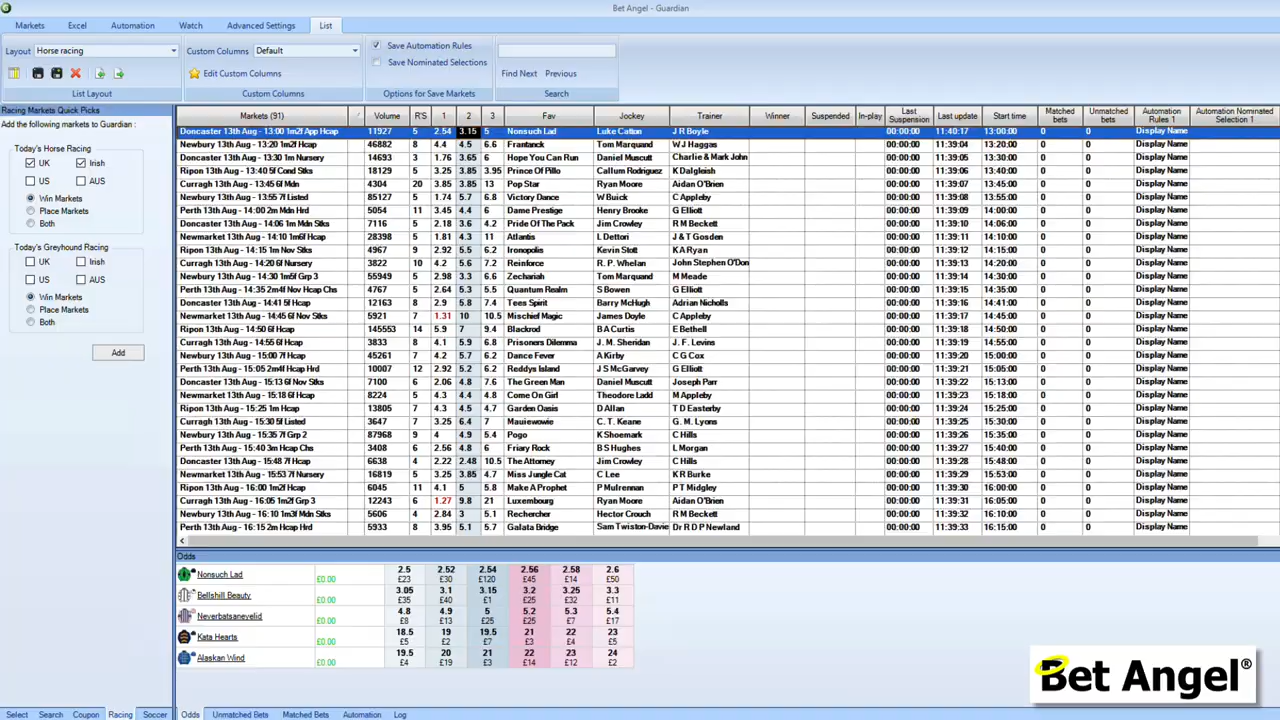 Bet Angel - Guardian
Markets Excel Automation Watch Advanced Settings List
Layout Horse racing Custom Columns Default Save Automation Rules
Save Nominated Selections
Edit Custom Columns Find Next Previous
List Layout Custom Columns Options for Save Markets Search
Racing Markets Quick Picks
Add the following markets to Guardian :
Today's Horse Racing
UK Irish
US AUS
Win Markets
Place Markets
Both
Today's Greyhound Racing
UK Irish
US AUS
Win Markets
Place Markets
Both
Add
Markets (91) Volume R'S 1 2 3 Fav Jockey Trainer Winner Suspended In-play Last Suspension Last update Start time Matched bets Unmatched bets Automation Rules 1 Automation Nominated Selection 1
Doncaster 13th Aug - 13:00 1m2f App Hcap 11927 5 2.54 3.15 5 Nonsuch Lad Luke Catton J R Boyle 00:00:00 11:40:17 13:00:00 0 0 Display Name
Newbury 13th Aug - 13:20 1m2f Hcap 46882 8 4.4 4.5 6.6 Frantanck Tom Marquand W J Haggas 00:00:00 11:39:04 13:20:00 0 0 Display Name
Doncaster 13th Aug - 13:30 1m Nursery 14693 3 1.76 3.65 6 Hope You Can Run Daniel Muscutt Charlie & Mark John 00:00:00 11:39:05 13:30:00 0 0 Display Name
Ripon 13th Aug - 13:40 5f Cond Stks 18129 5 3.25 3.85 3.95 Prince Of Pillo Callum Rodriguez K Dalgleish 00:00:00 11:39:06 13:40:00 0 0 Display Name
Curragh 13th Aug - 13:45 6f Mdn 4304 20 3.85 3.85 13 Pop Star Ryan Moore Aidan O'Brien 00:00:00 11:39:06 13:45:00 0 0 Display Name
Newbury 13th Aug - 13:55 7f Listed 85127 5 1.74 5.7 6.8 Victory Dance W Buick C Appleby 00:00:00 11:39:08 13:55:00 0 0 Display Name
Perth 13th Aug - 14:00 2m Mdn Hrd 5054 11 3.45 4.4 6 Dame Prestige Henry Brooke G Elliott 00:00:00 11:39:09 14:00:00 0 0 Display Name
Doncaster 13th Aug - 14:06 1m Mdn Stks 7116 5 2.18 3.6 13 Pride Of The Pack Jim Crowley R M Beckett 00:00:00 11:39:10 14:06:00 0 0 Display Name
Newmarket 13th Aug - 14:10 1m6f Hcap 28398 5 4.1 4.3 11 Atlantis L Dettori J & T Gosden 00:00:00 11:39:11 14:10:00 0 0 Display Name
Ripon 13th Aug - 14:15 1m Nov Stks 4967 12 2.92 5.5 6.2 Ironopolis Kevin Stott K A Ryan 00:00:00 11:39:12 14:15:00 0 0 Display Name
Curragh 13th Aug - 14:20 6f Nursery 3822 10 4.2 5.6 7.2 Reinforce R. P. Whelan John Stephen O'Don 00:00:00 11:39:13 14:20:00 0 0 Display Name
Newbury 13th Aug - 14:30 1m5f Grp 3 55949 5 2.98 3.3 6.6 Zechariah Tom Marquand M Meade 00:00:00 11:39:14 14:30:00 0 0 Display Name
Perth 13th Aug - 14:35 2m4f Nov Hcap Chs 4767 5 2.64 5.3 5.5 Quantum Realm S Bowen G Elliott 00:00:00 11:39:15 14:35:00 0 0 Display Name
Doncaster 13th Aug - 14:41 5f Hcap 12163 8 2.9 5.8 7.4 Tees Spirit Barry McHugh Adrian Nicholls 00:00:00 11:39:16 14:41:00 0 0 Display Name
Newmarket 13th Aug - 14:45 6f Nov Stks 5921 7 1.31 10 10.5 Mischief Magic James Doyle C Appleby 00:00:00 11:39:17 14:45:00 0 0 Display Name
Ripon 13th Aug - 14:50 6f Hcap 145553 14 5.9 7 9.4 Blackrod B A Curtis E Bethell 00:00:00 11:39:18 14:50:00 0 0 Display Name
Curragh 13th Aug - 14:55 6f Hcap 3833 8 4.1 5.9 6.8 Prisoners Dilemma J. M. Sheridan J. F. Levins 00:00:00 11:39:19 14:55:00 0 0 Display Name
Newbury 13th Aug - 15:00 7f Hcap 45261 7 4.2 5.7 6.2 Dance Fever A Kirby C G Cox 00:00:00 11:39:20 15:00:00 0 0 Display Name
Perth 13th Aug - 15:05 2m4f Hcap Hrd 10007 12 2.92 5.2 6.2 Reddys Island J S McGarvey G Elliott 00:00:00 11:39:21 15:05:00 0 0 Display Name
Doncaster 13th Aug - 15:13 6f Nov Stks 7100 6 2.06 4.8 7.6 The Green Man Daniel Muscutt Joseph Parr 00:00:00 11:39:22 15:13:00 0 0 Display Name
Newmarket 13th Aug - 15:18 6f Hcap 8224 5 4.3 4.4 4.8 Come On Girl Theodore Ladd M Appleby 00:00:00 11:39:23 15:18:00 0 0 Display Name
Ripon 13th Aug - 15:25 1m Hcap 13805 7 4.3 4.5 4.7 Garden Oasis D Allan T D Easterby 00:00:00 11:39:24 15:25:00 0 0 Display Name
Curragh 13th Aug - 15:30 5f Listed 3647 7 3.25 6.4 7 Mauiewowie C. T. Keane G. M. Lyons 00:00:00 11:39:25 15:30:00 0 0 Display Name
Newbury 13th Aug - 15:35 7f Grp 2 87968 9 4 4.9 5.4 Pogo K Shoemark C Hills 00:00:00 11:39:26 15:35:00 0 0 Display Name
Perth 13th Aug - 15:40 3m Hcap Chs 3408 6 2.56 4.8 6 Friary Rock B S Hughes L Morgan 00:00:00 11:39:27 15:40:00 0 0 Display Name
Doncaster 13th Aug - 15:48 7f Hcap 6638 4 2.22 2.48 10.5 The Attorney Jim Crowley C Hills 00:00:00 11:39:28 15:48:00 0 0 Display Name
Newmarket 13th Aug - 15:53 7f Nursery 16819 5 3.25 3.85 4.7 Miss Jungle Cat C Lee K R Burke 00:00:00 11:39:29 15:53:00 0 0 Display Name
Ripon 13th Aug - 16:00 1m2f Hcap 9435 11 4.1 5 5.8 Make A Prophet P Mulrennan P T Midgley 00:00:00 11:39:30 16:00:00 0 0 Display Name
Curragh 13th Aug - 16:05 1m2f Grp 3 12243 6 1.27 9.8 21 Luxembourg Ryan Moore Aidan O'Brien 00:00:00 11:39:31 16:05:00 0 0 Display Name
Newbury 13th Aug - 16:10 1m3f Mdn Stks 5606 4 2.84 3 5.1 Rechercher Hector Crouch R M Beckett 00:00:00 11:39:32 16:10:00 0 0 Display Name
Perth 13th Aug - 16:15 2m Hcap Hrd 5933 8 3.95 5.1 5.7 Galata Bridge Sam Twiston-Davie Dr R D P Newland 00:00:00 11:39:33 16:15:00 0 0 Display Name
Odds
Nonsuch Lad £0.00 2.5 2.52 2.54 2.56 2.58 2.6
£23 £30 £120 £45 £14 £50
Bellshill Beauty £0.00 3.05 3.1 3.15 3.2 3.25 3.3
£35 £40 £1 £25 £32 £11
Neverbatsaneyelid £0.00 4.8 4.9 5 5.2 5.3 5.4
£8 £13 £25 £25 £7 £17
Kata Hearts £0.00 18.5 19 19.5 21 22 23
£5 £2 £7 £3 £4 £5
Alaskan Wind £0.00 19.5 20 21 22 23 24
£4 £19 £3 £14 £12 £2
Bet Angel®
Select Search Coupon Racing Soccer Odds Unmatched Bets Matched Bets Automation Log